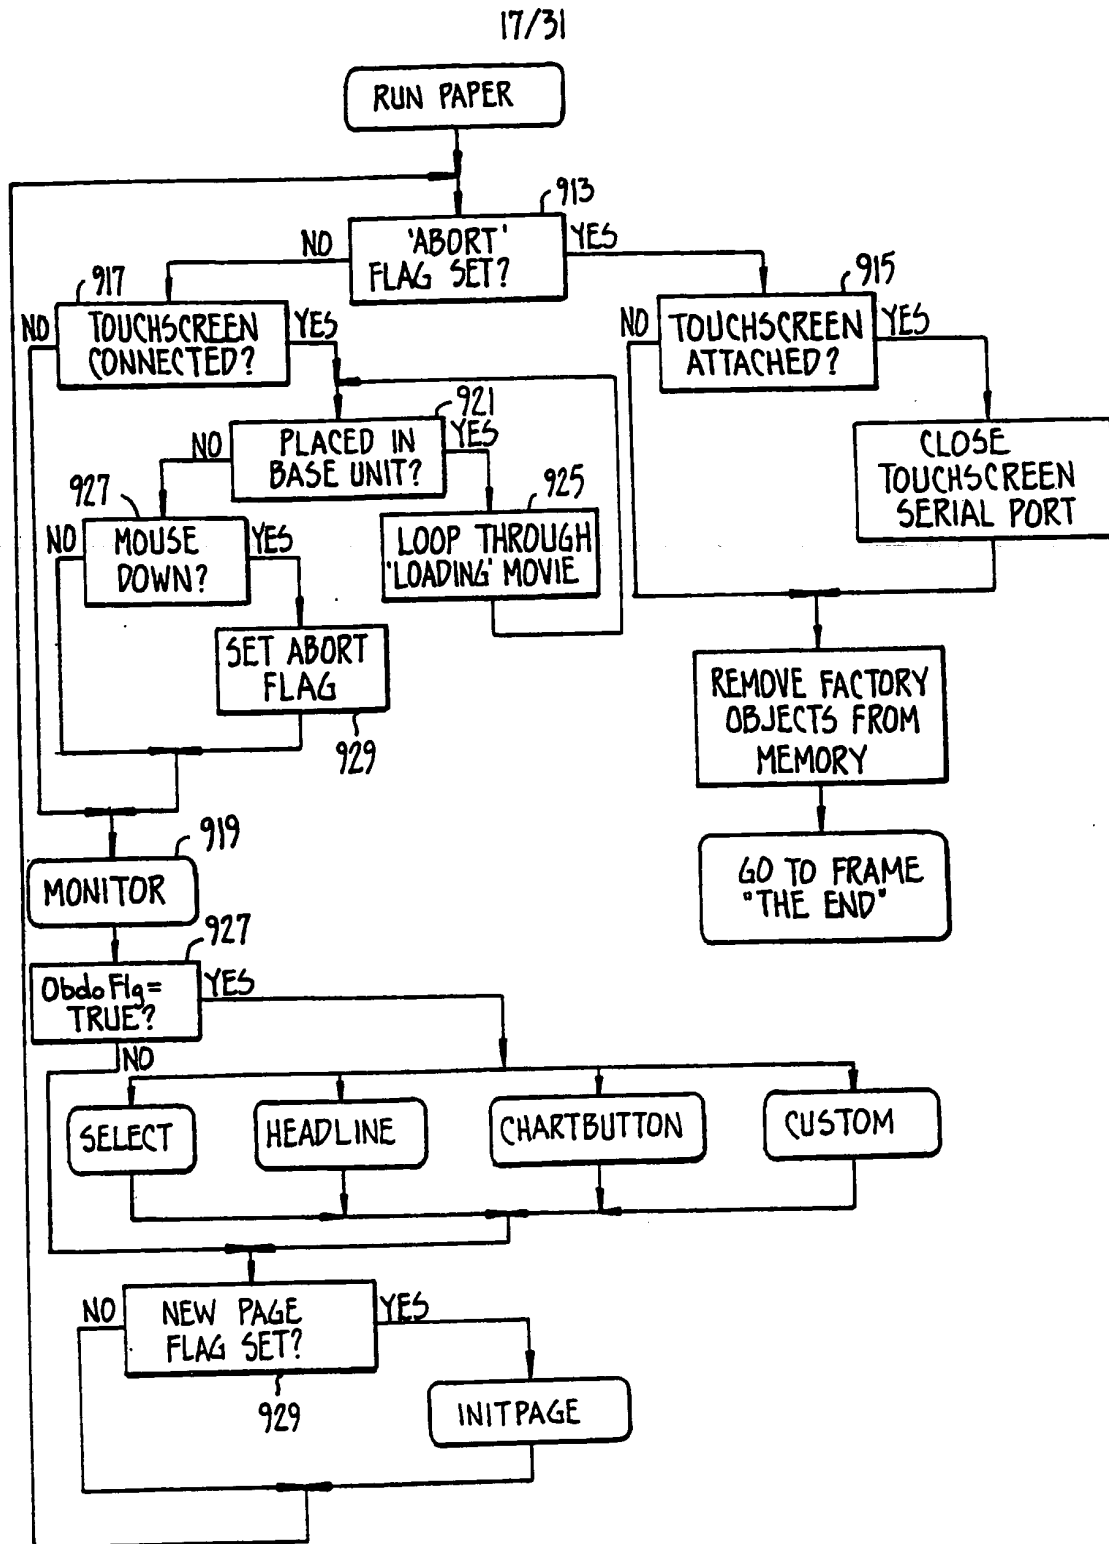 17/31
RUN PAPER
913
'ABORT'
FLAG SET?
NO
YES
917
TOUCHSCREEN
CONNECTED?
NO
YES
915
TOUCHSCREEN
ATTACHED?
NO
YES
921
PLACED IN
BASE UNIT?
NO
YES
CLOSE
TOUCHSCREEN
SERIAL PORT
927
MOUSE
DOWN?
NO
YES
925
LOOP THROUGH
'LOADING' MOVIE
SET ABORT
FLAG
929
REMOVE FACTORY
OBJECTS FROM
MEMORY
919
MONITOR
GO TO FRAME
"THE END"
927
ObdoFlg=
TRUE?
YES
NO
SELECT
HEADLINE
CHARTBUTTON
CUSTOM
NEW PAGE
FLAG SET?
NO
YES
929
INITPAGE